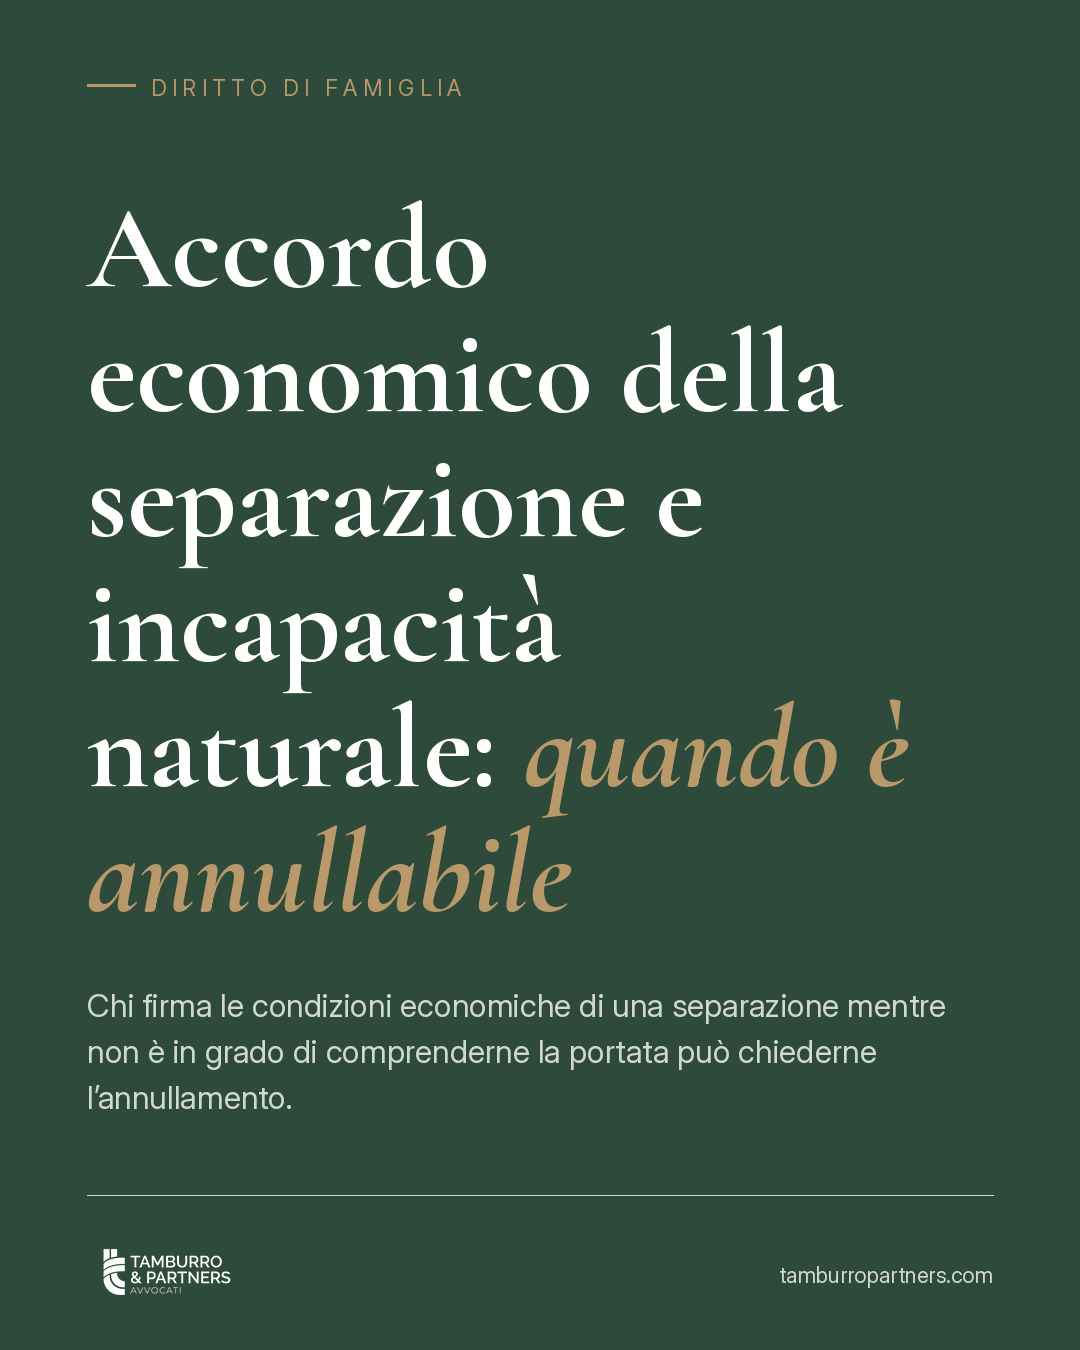 DIRITTO DI FAMIGLIA
Accordo
economico della
separazione e
incapacità
naturale: quando è
annullabile
Chi firma le condizioni economiche di una separazione mentre
non è in grado di comprenderne la portata può chiederne
l’annullamento.
TAMBURRO
& PARTNERS
AVVOCATI
tamburropartners.com